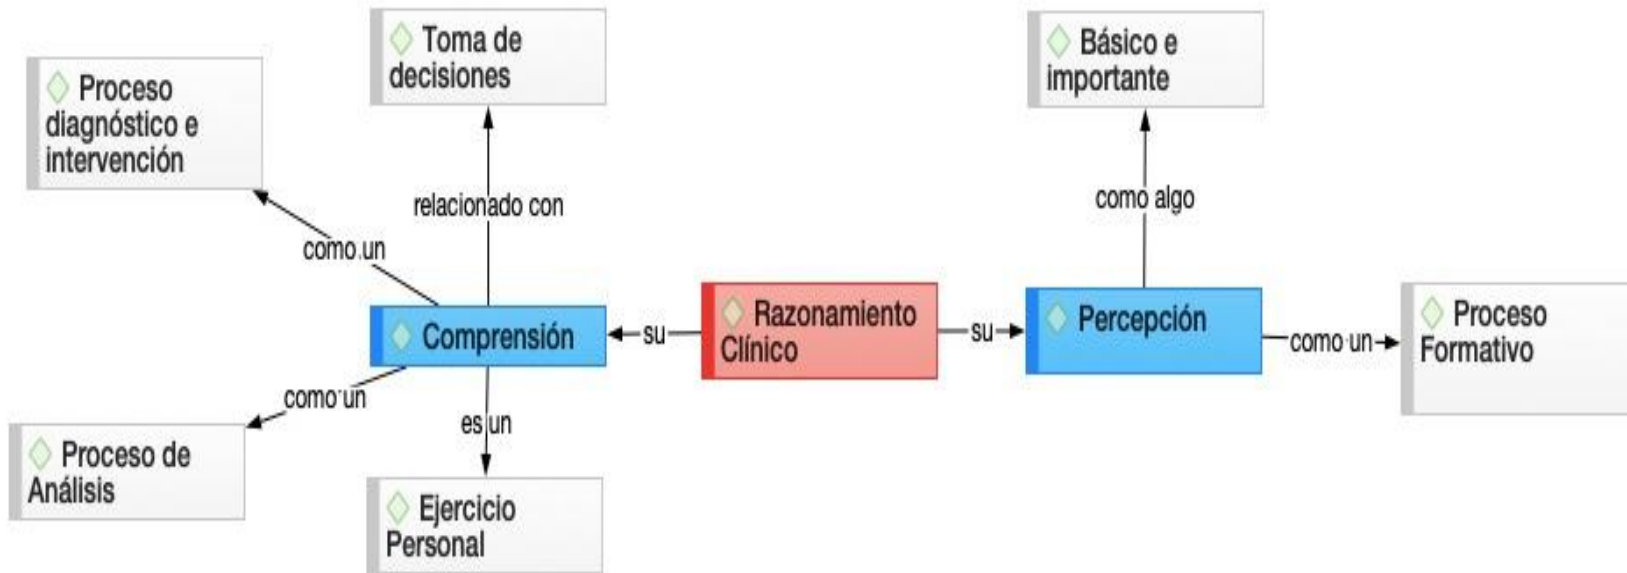 Toma de
decisiones
Básico e
importante
Proceso
diagnóstico e
intervención
relacionado con
como algo
como un
Comprensión
su
Razonamiento
Clínico
su
Percepción
como un
Proceso
Formativo
como un
es un
Proceso de
Análisis
Ejercicio
Personal